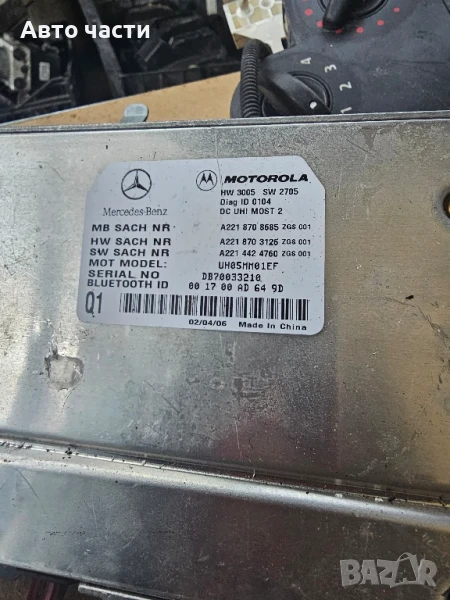 Авто части
2 3 4
MOTOROLA
HW 3005 SW 2705
Diag ID 0104
DC UHI MOST 2
Mercedes-Benz
MB SACH NR A221 870 8685 ZGS 001
HW SACH NR A221 870 3126 ZGS 001
SW SACH NR A221 442 4760 ZGS 001
MOT MODEL: UH05MM01EF
SERIAL NO DB70033210
BLUETOOTH ID 00 17 00 AD 64 9D
Q1
02/04/06 Made in China
BAZAR